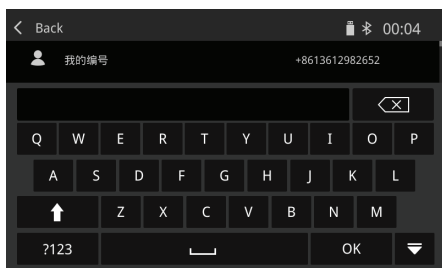 Back 00:04
我的编号 +8613612982652
Q W E R T Y U I O P
A S D F G H J K L
Z X C V B N M
?123 OK